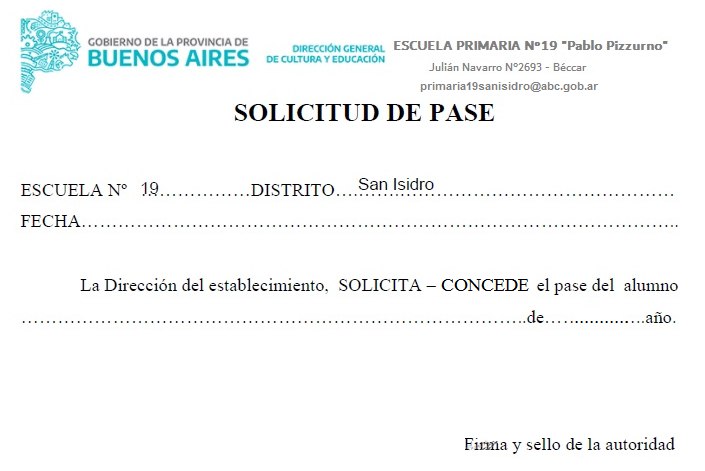 GOBIERNO DE LA PROVINCIA DE
BUENOS AIRES
DIRECCIÓN GENERAL
DE CULTURA Y EDUCACIÓN
ESCUELA PRIMARIA Nº19 "Pablo Pizzurno"
Julián Navarro Nº2693 - Béccar
primaria19sanisidro@abc.gob.ar
SOLICITUD DE PASE
ESCUELA Nº 19……………DISTRITO….San Isidro……………………………………
FECHA…………………………………………………………………………………..
La Dirección del establecimiento, SOLICITA – CONCEDE el pase del alumno
…………………………………………………………………….de…..............….año.
Firma y sello de la autoridad